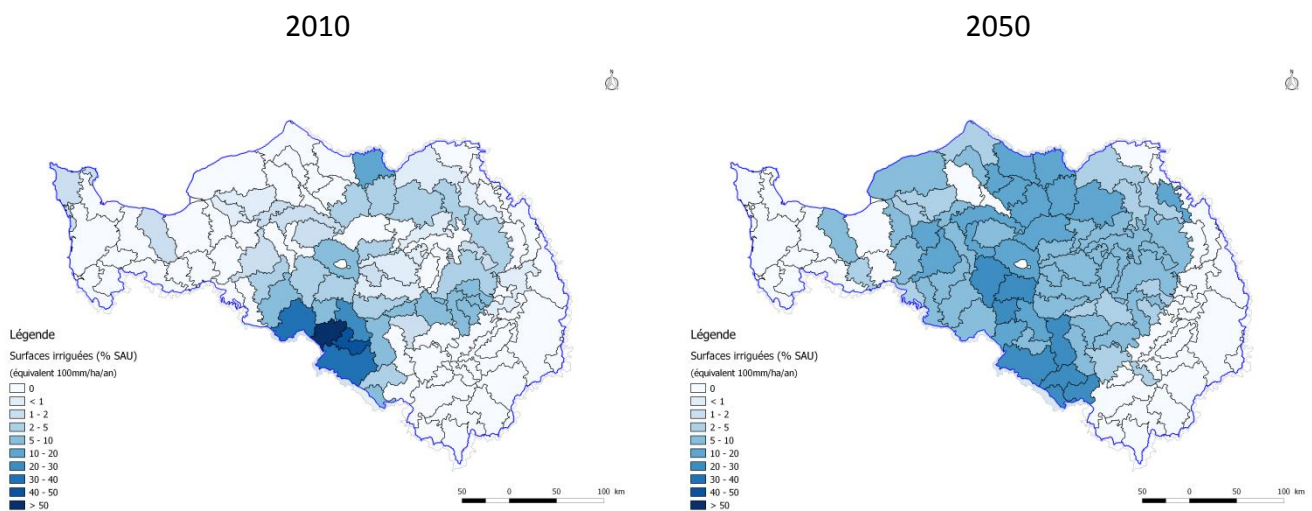 2010
2050
N
N
Légende
Surfaces irriguées (% SAU)
(équivalent 100mm/ha/an)
0
< 1
1 - 2
2 - 5
5 - 10
10 - 20
20 - 30
30 - 40
40 - 50
> 50
50 0 50 100 km
Légende
Surfaces irriguées (% SAU)
(équivalent 100mm/ha/an)
0
< 1
1 - 2
2 - 5
5 - 10
10 - 20
20 - 30
30 - 40
40 - 50
> 50
50 0 50 100 km